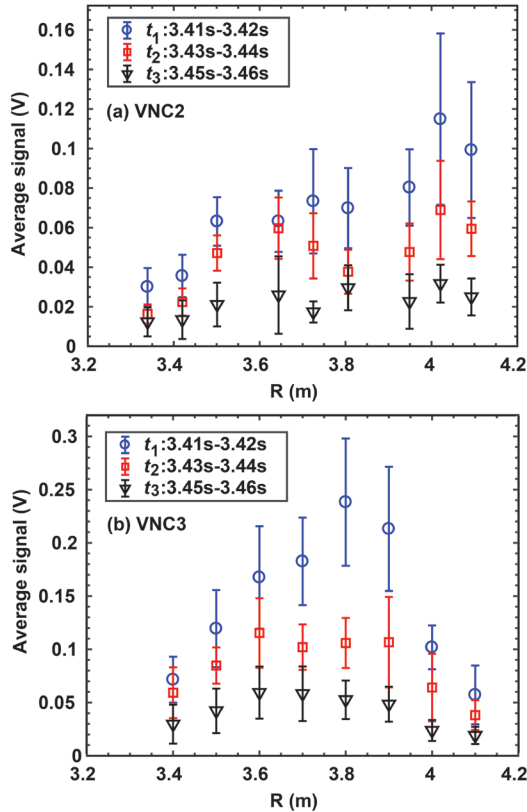 0.16
0.14
0.12
0.1
0.08
0.06
0.04
0.02
0
Average signal (V)
t1:3.41s-3.42s
t2:3.43s-3.44s
t3:3.45s-3.46s
(a) VNC2
3.2 3.4 3.6 3.8 4 4.2
R (m)
0.3
0.25
0.2
0.15
0.1
0.05
0
Average signal (V)
t1:3.41s-3.42s
t2:3.43s-3.44s
t3:3.45s-3.46s
(b) VNC3
3.2 3.4 3.6 3.8 4 4.2
R (m)